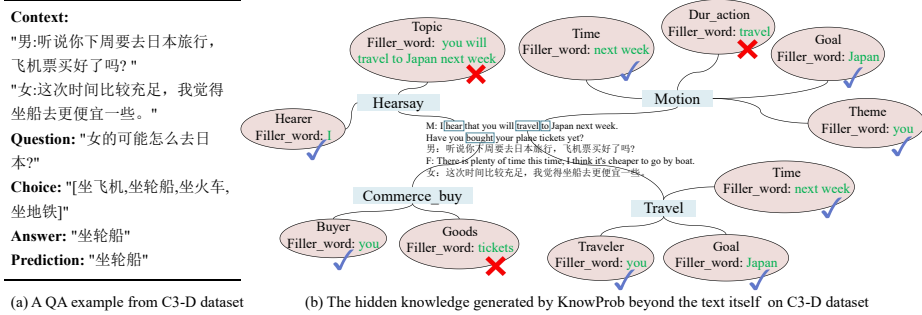 Context:
"男:听说你下周要去日本旅行，
飞机票买好了吗? "
"女:这次时间比较充足，我觉得
坐船去更便宜一些。"
Question: "女的可能怎么去日
本?"
Choice: "[坐飞机,坐轮船,坐火车,
坐地铁]"
Answer: "坐轮船"
Prediction: "坐轮船"
(a) A QA example from C3-D dataset
Topic
Filler_word: you will
travel to Japan next week
Time
Filler_word: next week
Dur_action
Filler_word: travel
Goal
Filler_word: Japan
Hearsay
Motion
Hearer
Filler_word: I
Theme
Filler_word: you
M: I hear that you will travel to Japan next week.
Have you bought your plane tickets yet?
男：听说你下周要去日本旅行，飞机票买好了吗？
F: There is plenty of time this time, I think it's cheaper to go by boat.
女：这次时间比较充足，我觉得坐船去更便宜一些。
Commerce_buy
Travel
Time
Filler_word: next week
Buyer
Filler_word: you
Goods
Filler_word: tickets
Traveler
Filler_word: you
Goal
Filler_word: Japan
(b) The hidden knowledge generated by KnowProb beyond the text itself on C3-D dataset